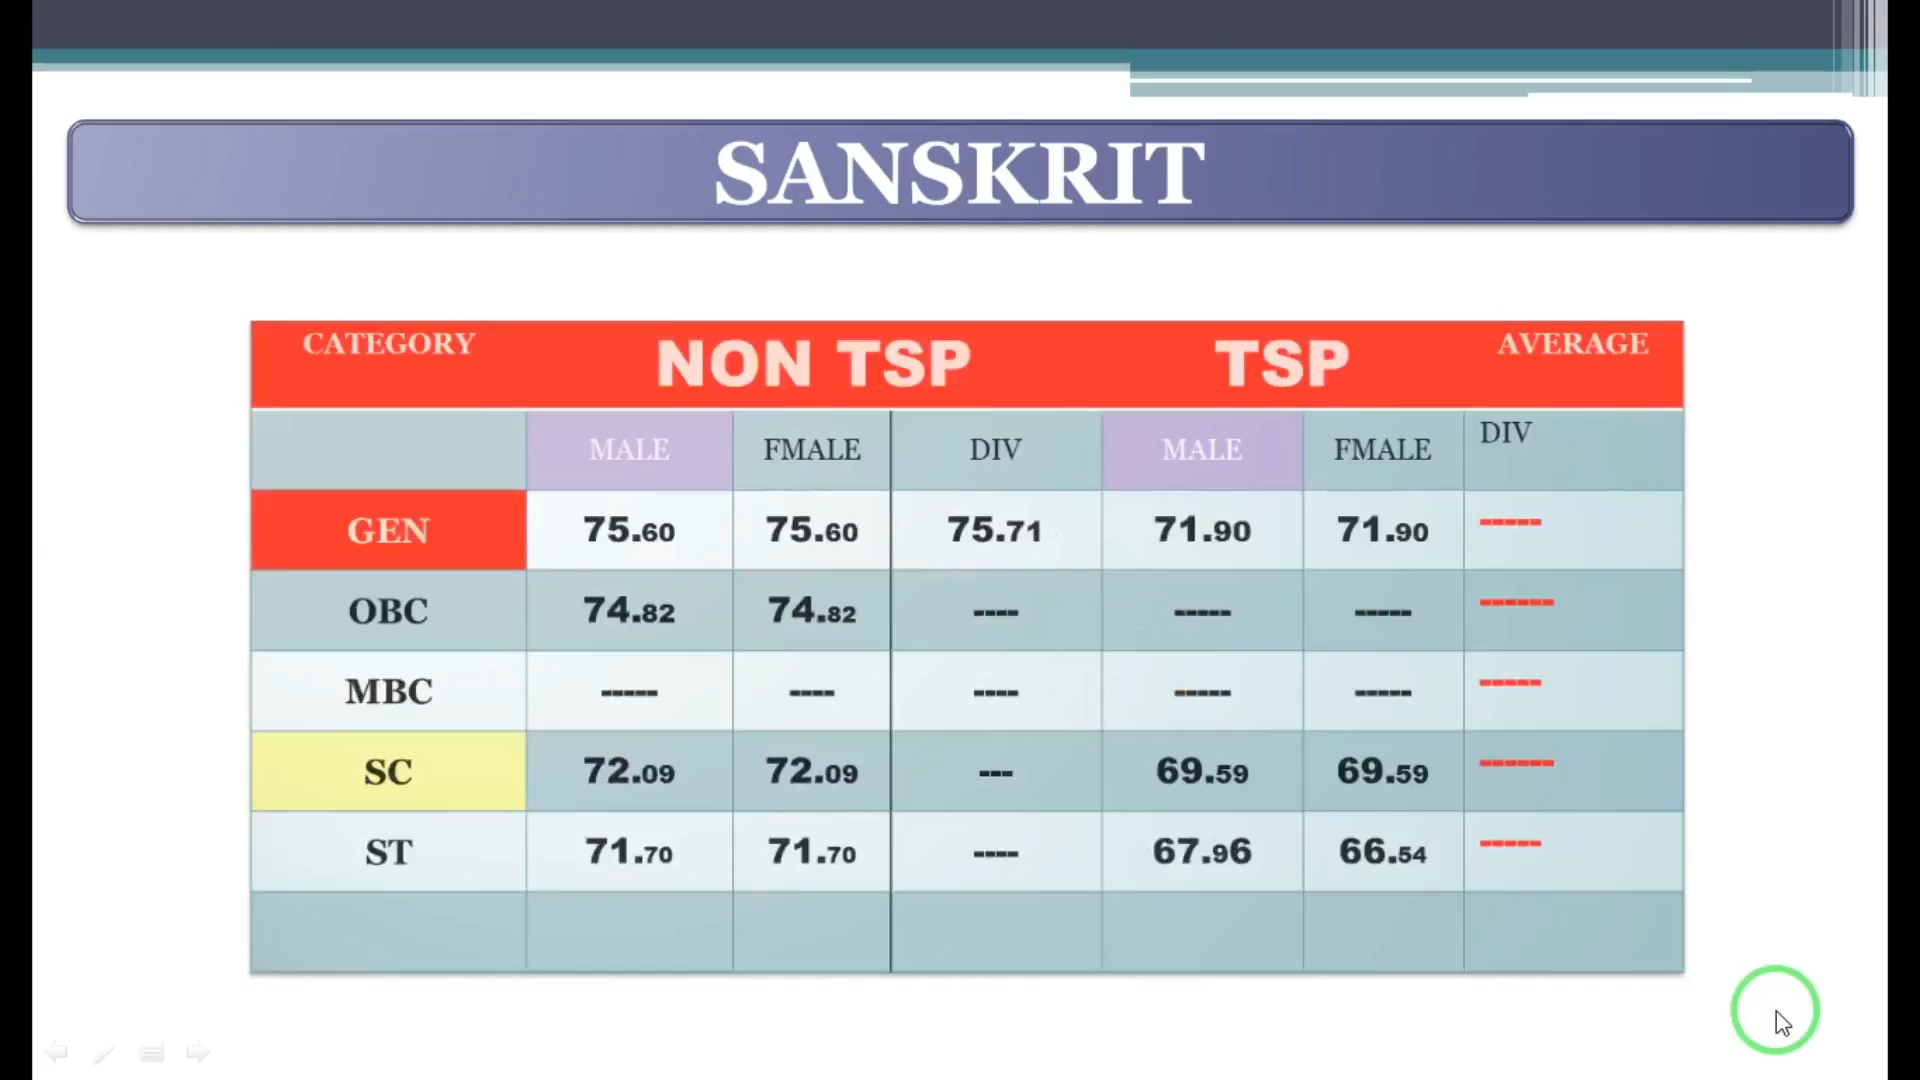 SANSKRIT
CATEGORY NON TSP TSP AVERAGE
MALE FMALE DIV MALE FMALE DIV
GEN 75.60 75.60 75.71 71.90 71.90 -----
OBC 74.82 74.82 ---- ----- ----- ------
MBC ----- ---- ---- ----- ----- -----
SC 72.09 72.09 --- 69.59 69.59 ------
ST 71.70 71.70 ---- 67.96 66.54 -----